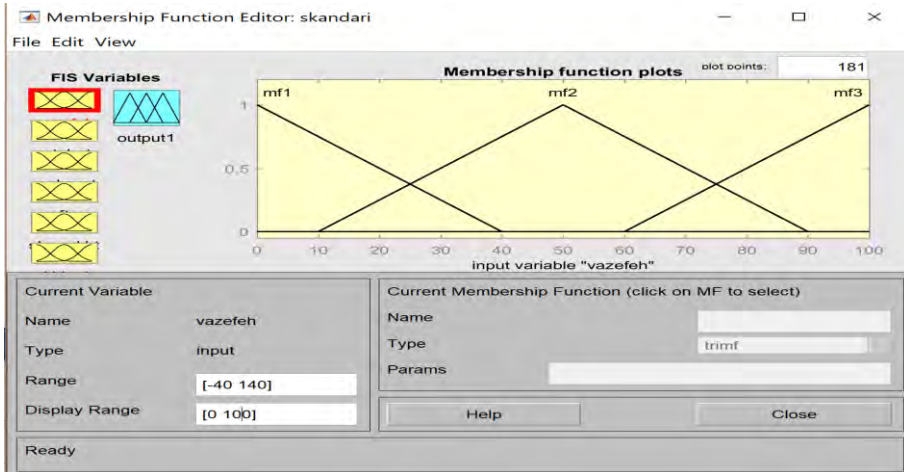 Membership Function Editor: skandari
File Edit View
FIS Variables
output1
Membership function plots
plot points:
181
mf1
mf2
mf3
1
0.5
0
0 10 20 30 40 50 60 70 80 90 100
input variable "vazefeh"
Current Variable
Name vazefeh
Type input
Range [-40 140]
Display Range [0 100]
Current Membership Function (click on MF to select)
Name
Type trimf
Params
Help Close
Ready